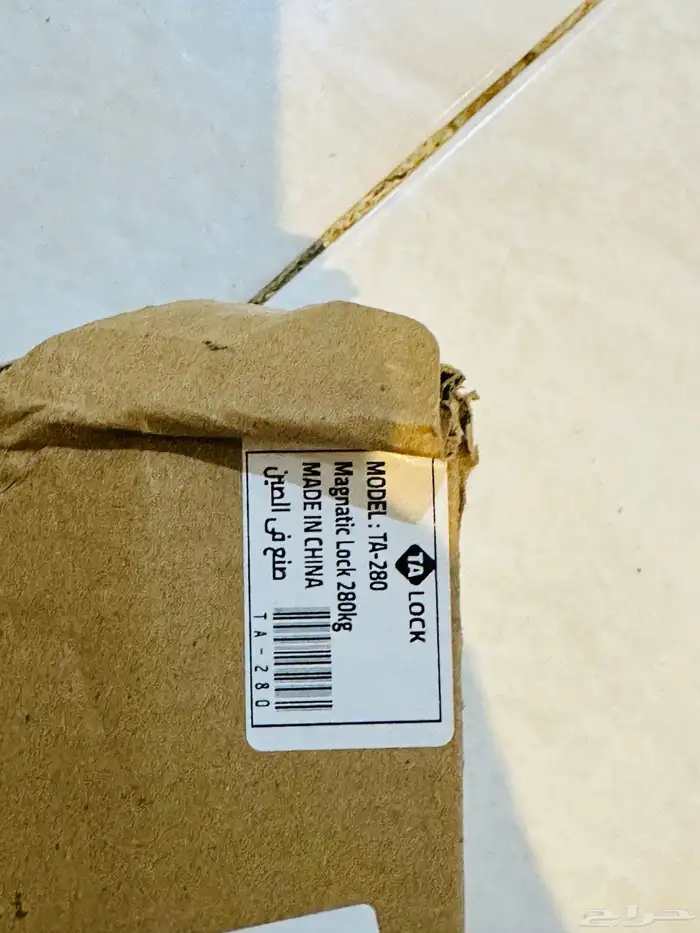 TA LOCK
MODEL : TA-280
Magnatic Lock 280kg
MADE IN CHINA
صنع في الصين
TA-280
حراج